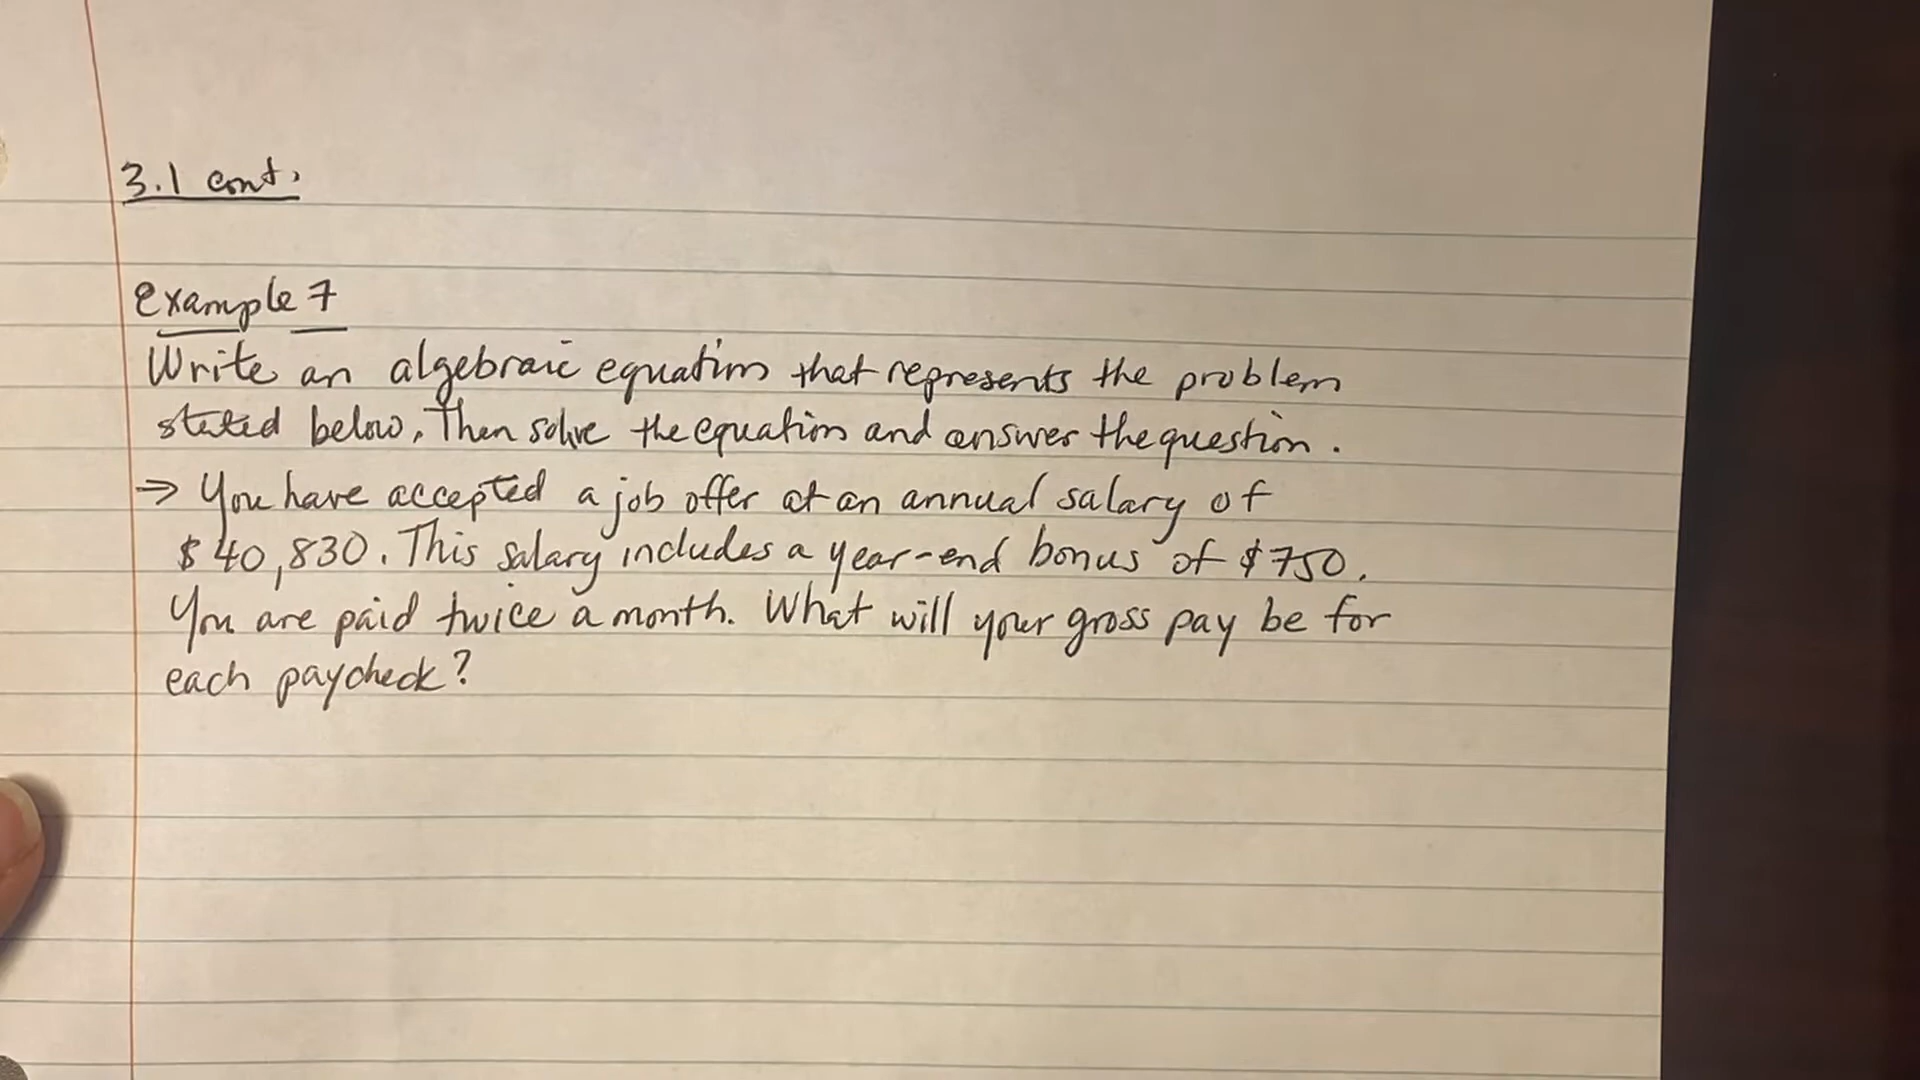 3.1 cont.
Example 7
Write an algebraic equation that represents the problem
stated below. Then solve the equation and answer the question.
→ You have accepted a job offer at an annual salary of
$40,830. This salary includes a year-end bonus of $750.
You are paid twice a month. What will your gross pay be for
each paycheck?